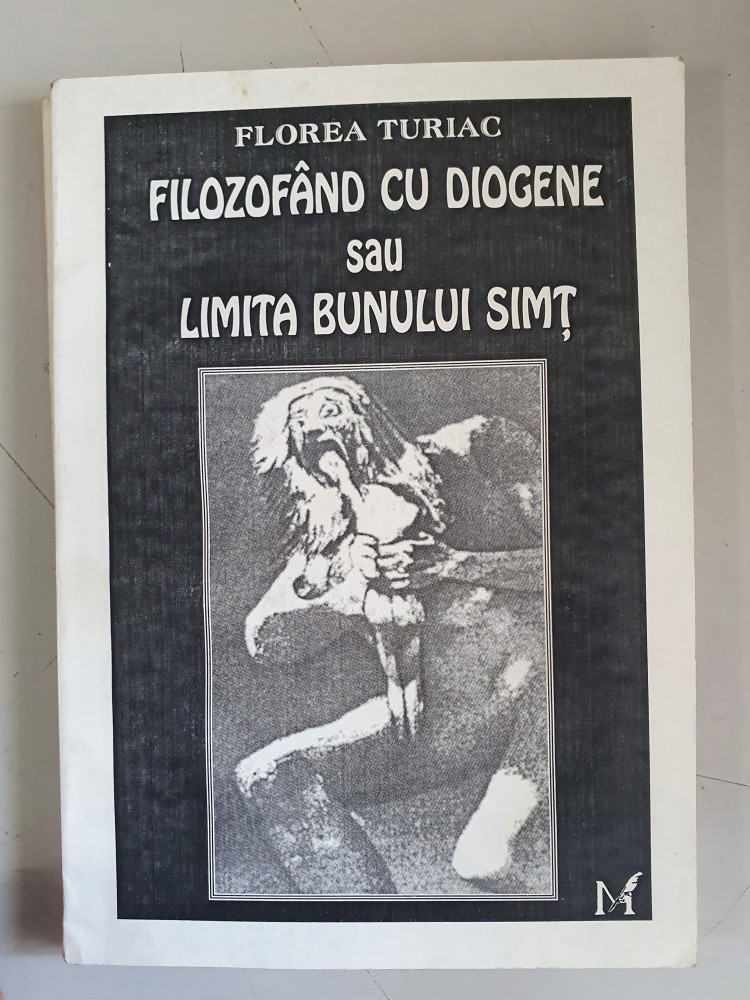 FLOREA TURIAC
FILOZOFÂND CU DIOGENE
sau
LIMITA BUNULUI SIMȚ
M